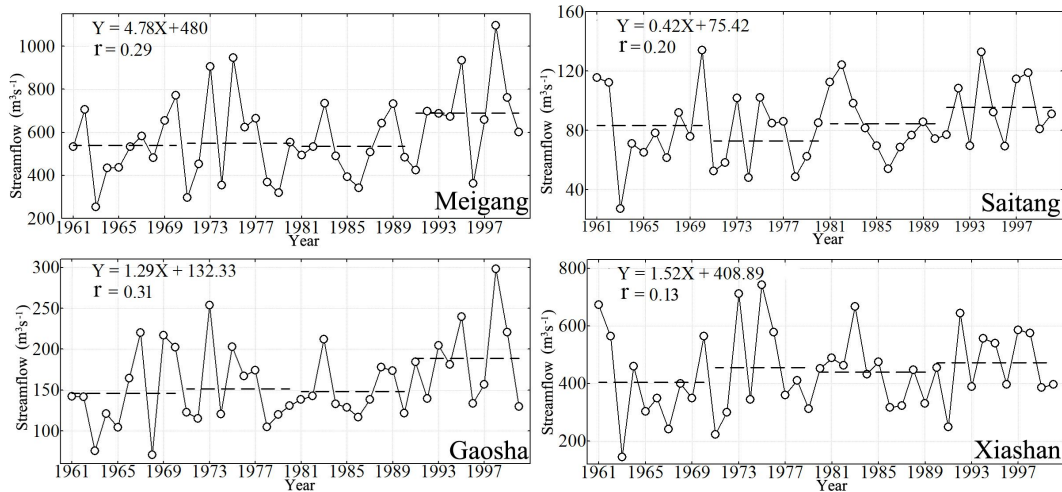 Y = 4.78X+480
r = 0.29
1000
800
600
400
200
Streamflow (m³s⁻¹)
Meigang
1961 1965 1969 1973 1977 1981 1985 1989 1993 1997
Year
Y = 0.42X+75.42
r = 0.20
160
120
80
40
Streamflow (m³s⁻¹)
Saitang
1961 1965 1969 1973 1977 1981 1985 1989 1993 1997
Year
Y = 1.29X + 132.33
r = 0.31
300
250
200
150
100
Streamflow (m³s⁻¹)
Gaosha
1961 1965 1969 1973 1977 1981 1985 1989 1993 1997
Year
Y = 1.52X + 408.89
r = 0.13
800
600
400
200
Streamflow (m³s⁻¹)
Xiashan
1961 1965 1969 1973 1977 1981 1985 1989 1993 1997
Year